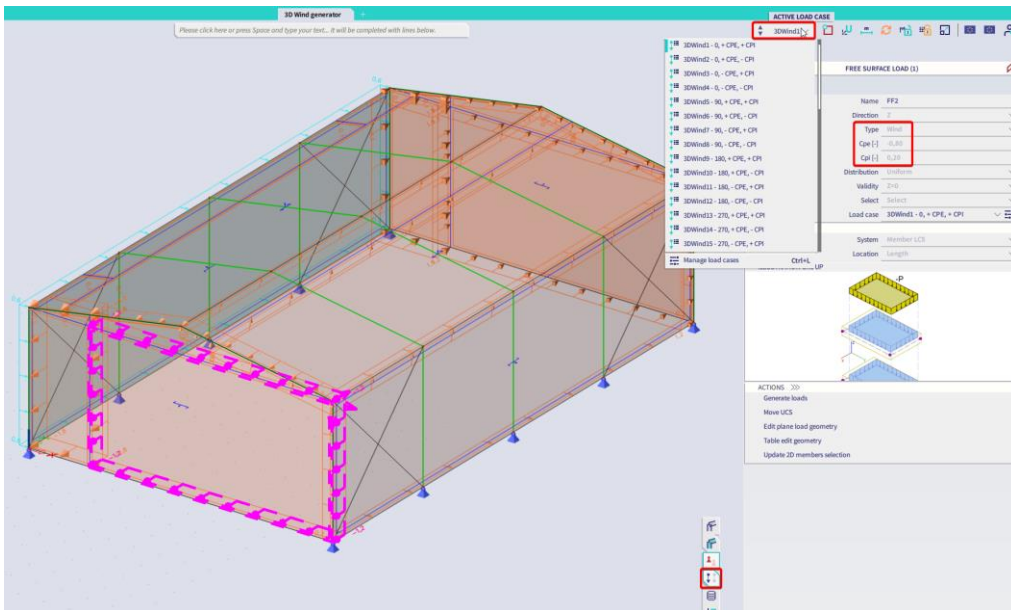 3D Wind generator
ACTIVE LOAD CASE
Please click here or press Space and type your text... it will be completed with lines below.
3DWind1
3DWind1 - 0, + CPE, + CPI
3DWind2 - 0, + CPE, - CPI
3DWind3 - 0, - CPE, + CPI
3DWind4 - 0, - CPE, - CPI
3DWind5 - 90, + CPE, + CPI
3DWind6 - 90, + CPE, - CPI
3DWind7 - 90, - CPE, + CPI
3DWind8 - 90, - CPE, - CPI
3DWind9 - 180, + CPE, + CPI
3DWind10 - 180, + CPE, - CPI
3DWind11 - 180, - CPE, + CPI
3DWind12 - 180, - CPE, - CPI
3DWind13 - 270, + CPE, + CPI
3DWind14 - 270, + CPE, - CPI
3DWind15 - 270, - CPE, + CPI
Manage load cases Ctrl+L
FREE SURFACE LOAD (1)
Name FF2
Direction Z
Type Wind
Cpe [-] -0,80
Cpi [-] 0,20
Distribution Uniform
Validity Z=0
Select Select
Load case 3DWind1 - 0, + CPE, + CPI
System Member LCS
Location Length
UP
-P
ACTIONS >>>
Generate loads
Move UCS
Edit plane load geometry
Table edit geometry
Update 2D members selection